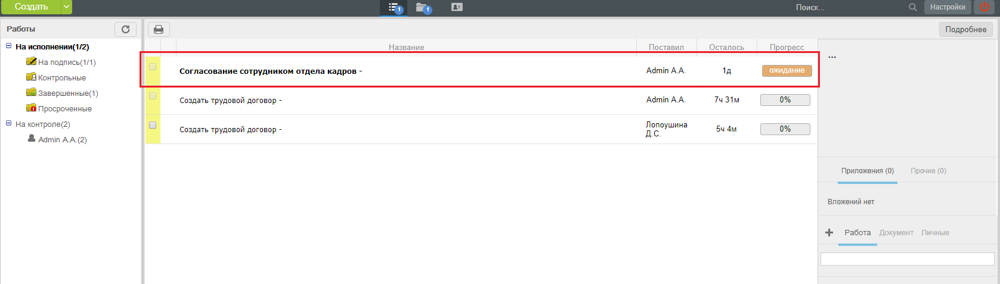 Создать
1
1
Поиск...
Настройки
Работы
Подробнее
На исполнении(1/2)
На подпись(1/1)
Контрольные
Завершенные(1)
Просроченные
На контроле(2)
Admin A.A.(2)
Название Поставил Осталось Прогресс
Согласование сотрудником отдела кадров - Admin A.A. 1д ожидание
Создать трудовой договор - Admin A.A. 7ч 31м 0%
Создать трудовой договор - Лопоушина Д.С. 5ч 4м 0%
...
Приложения (0) Прочие (0)
Вложений нет
Работа Документ Личные